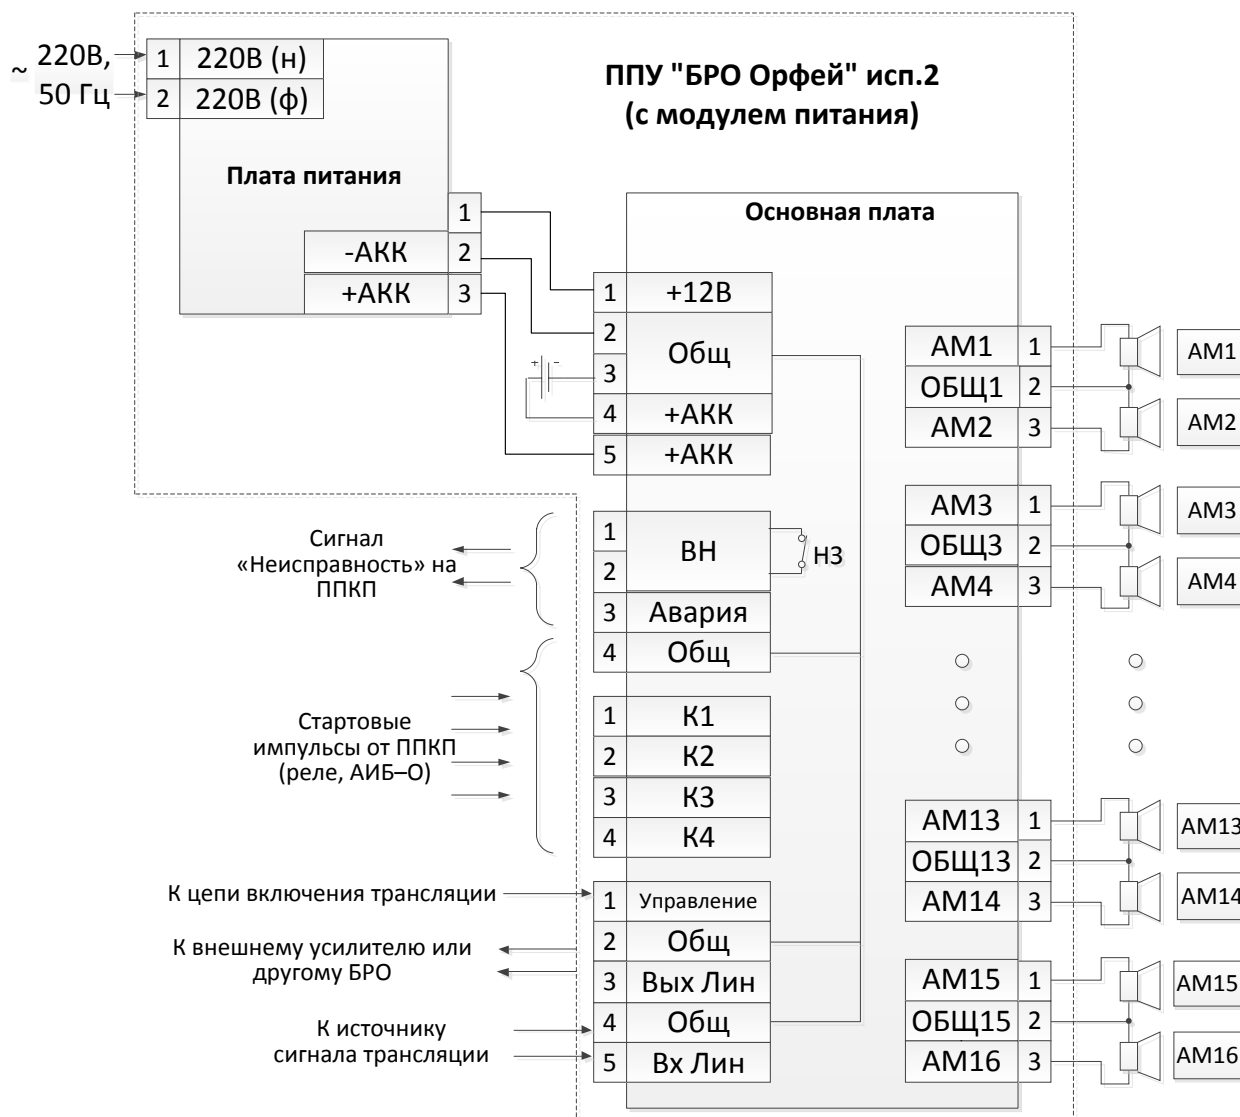 ~ 220В,
50 Гц
1 220В (н)
2 220В (ф)
ППУ "БРО Орфей" исп.2
(с модулем питания)
Плата питания
1
-АКК 2
+АКК 3
Основная плата
1 +12В
2
Общ
3
4 +АКК
5 +АКК
+ -
АМ1 1
ОБЩ1 2
АМ2 3
АМ1
АМ2
АМ3 1
ОБЩ3 2
АМ4 3
АМ3
АМ4
Сигнал
«Неисправность» на
ППКП
1
ВН
2
НЗ
3 Авария
4 Общ
Стартовые
импульсы от ППКП
(реле, АИБ–О)
1 К1
2 К2
3 К3
4 К4
АМ13 1
ОБЩ13 2
АМ14 3
АМ13
АМ14
К цепи включения трансляции
К внешнему усилителю или
другому БРО
К источнику
сигнала трансляции
1 Управление
2 Общ
3 Вых Лин
4 Общ
5 Вх Лин
АМ15 1
ОБЩ15 2
АМ16 3
АМ15
АМ16